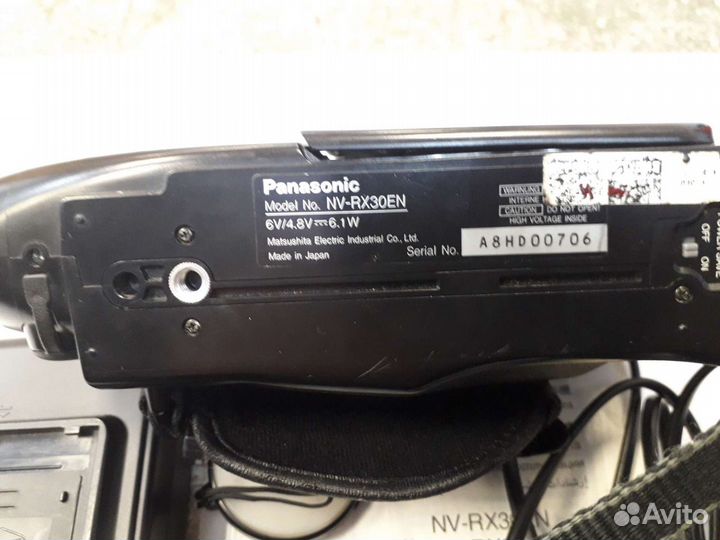 Panasonic
Model No. NV-RX30EN
6V/4.8V⎓6.1W
Matsushita Electric Industrial Co., Ltd.
Made in Japan
Serial No. A8HD00706
WARNING
CAUTION DO NOT OPEN
HIGH VOLTAGE INSIDE
OFF ON
NV-RX
Avito